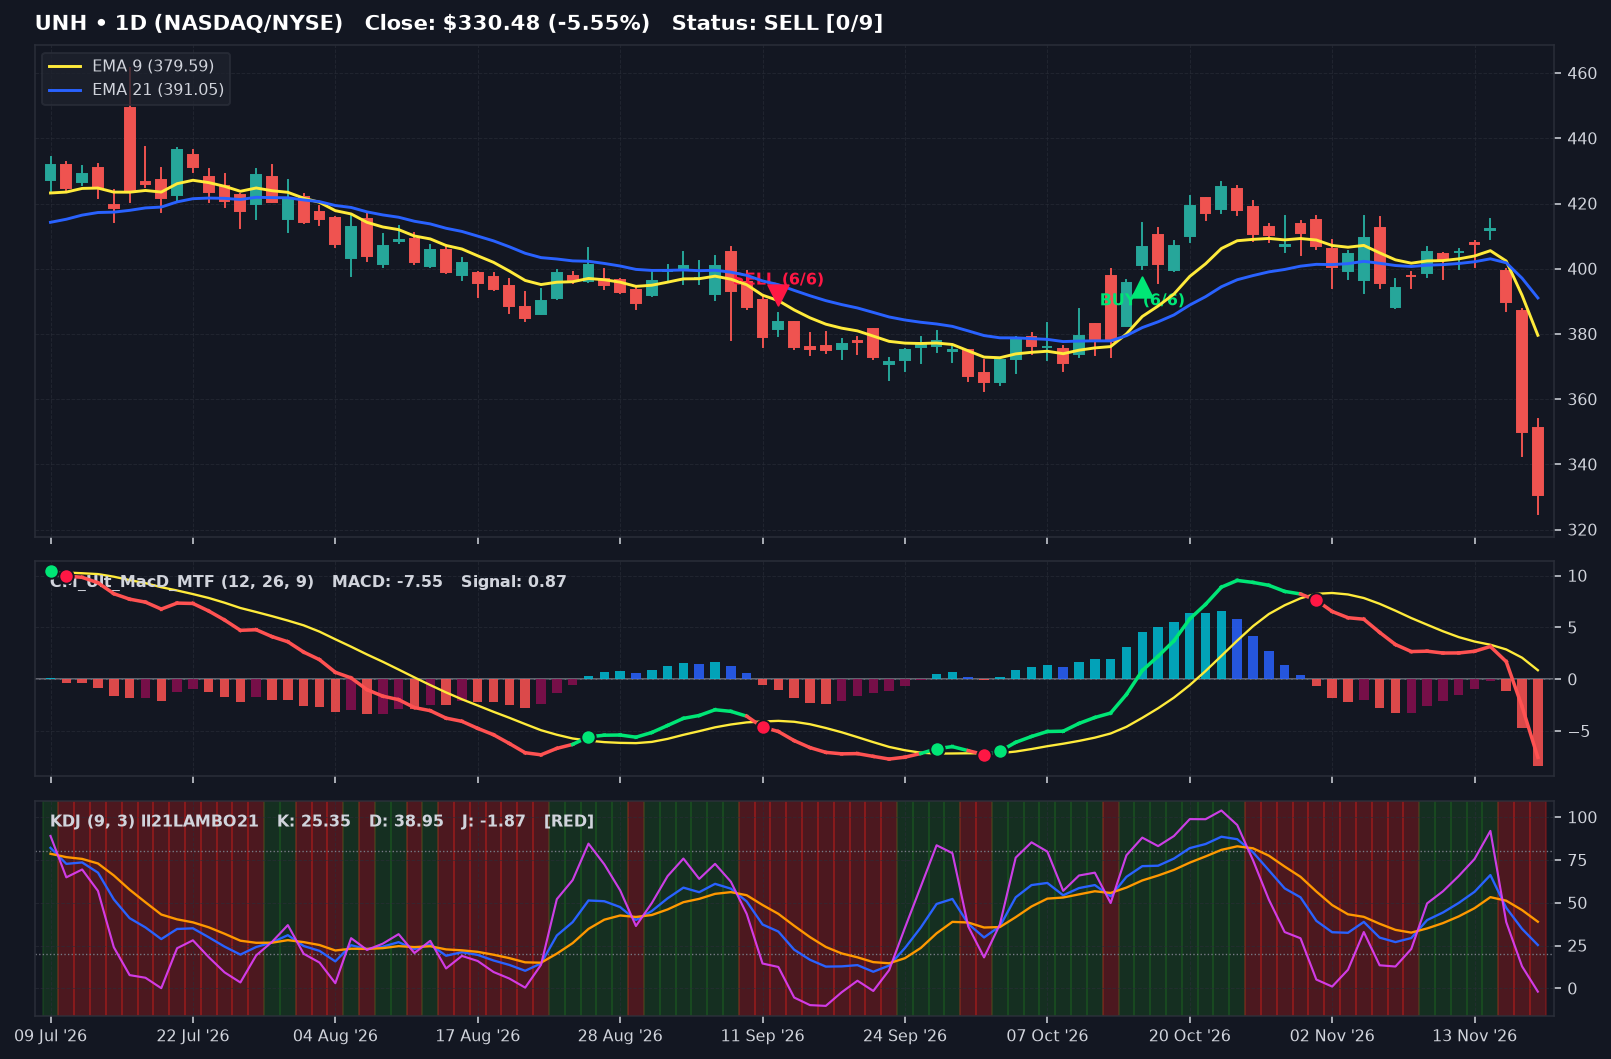 UNH • 1D (NASDAQ/NYSE) Close: $330.48 (-5.55%) Status: SELL [0/9]
EMA 9 (379.59)
EMA 21 (391.05)
460
440
420
400
380
360
340
320
SELL (6/6)
BUY (6/6)
CM_Ult_MacD_MTF (12, 26, 9) MACD: -7.55 Signal: 0.87
10
5
0
−5
KDJ (9, 3) II21LAMBO21 K: 25.35 D: 38.95 J: -1.87 [RED]
100
75
50
25
0
09 Jul '26 22 Jul '26 04 Aug '26 17 Aug '26 28 Aug '26 11 Sep '26 24 Sep '26 07 Oct '26 20 Oct '26 02 Nov '26 13 Nov '26